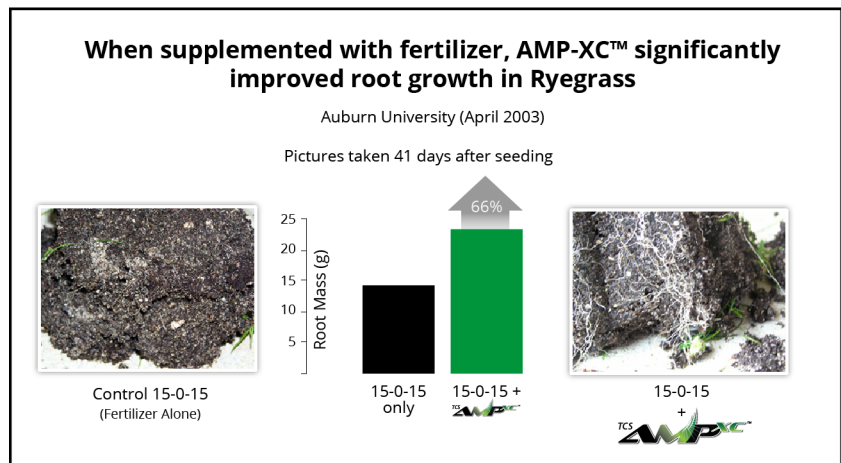 When supplemented with fertilizer, AMP-XC™ significantly
improved root growth in Ryegrass
Auburn University (April 2003)
Pictures taken 41 days after seeding
66%
25
20
15
10
5
Root Mass (g)
15-0-15
only
15-0-15 +
TCS AMP XC™
Control 15-0-15
(Fertilizer Alone)
15-0-15
+
TCS AMP XC™